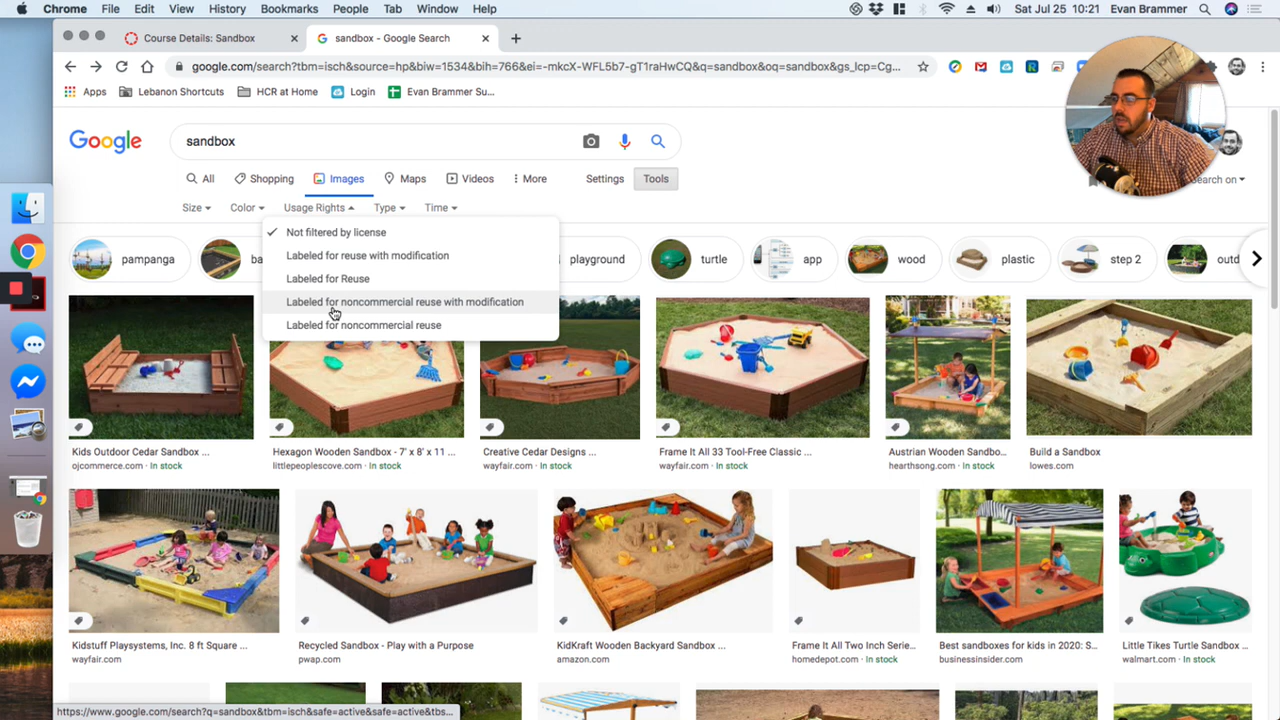 Chrome File Edit View History Bookmarks People Tab Window Help Sat Jul 25 10:21 Evan Brammer
Course Details: Sandbox sandbox - Google Search
google.com/search?tbm=isch&source=hp&biw=1534&bih=766&ei=-mkcX-WFL5b7-gT1raHwCQ&q=sandbox&oq=sandbox&gs_lcp=Cg...
Apps Lebanon Shortcuts HCR at Home Login Evan Brammer Su...
Google sandbox
All Shopping Images Maps Videos More Settings Tools
Size Color Usage Rights Type Time
Not filtered by license
Labeled for reuse with modification
Labeled for Reuse
Labeled for noncommercial reuse with modification
Labeled for noncommercial reuse
pampanga ba playground turtle app wood plastic step 2 outd
Kids Outdoor Cedar Sandbox ... Hexagon Wooden Sandbox - 7' x 8' x 11 ... Creative Cedar Designs ... Frame It All 33 Tool-Free Classic ... Austrian Wooden Sandbo... Build a Sandbox
ojcommerce.com · In stock littlepeoplescove.com · In stock wayfair.com · In stock wayfair.com · In stock hearthsong.com · In stock lowes.com
Kidstuff Playsystems, Inc. 8 ft Square ... Recycled Sandbox - Play with a Purpose KidKraft Wooden Backyard Sandbox ... Frame It All Two Inch Serie... Best sandboxes for kids in 2020: S... Little Tikes Turtle Sandbox ...
wayfair.com pwap.com amazon.com homedepot.com · In stock businessinsider.com walmart.com · In stock
https://www.google.com/search?q=sandbox&tbm=isch&safe=active&safe=active&tbs...